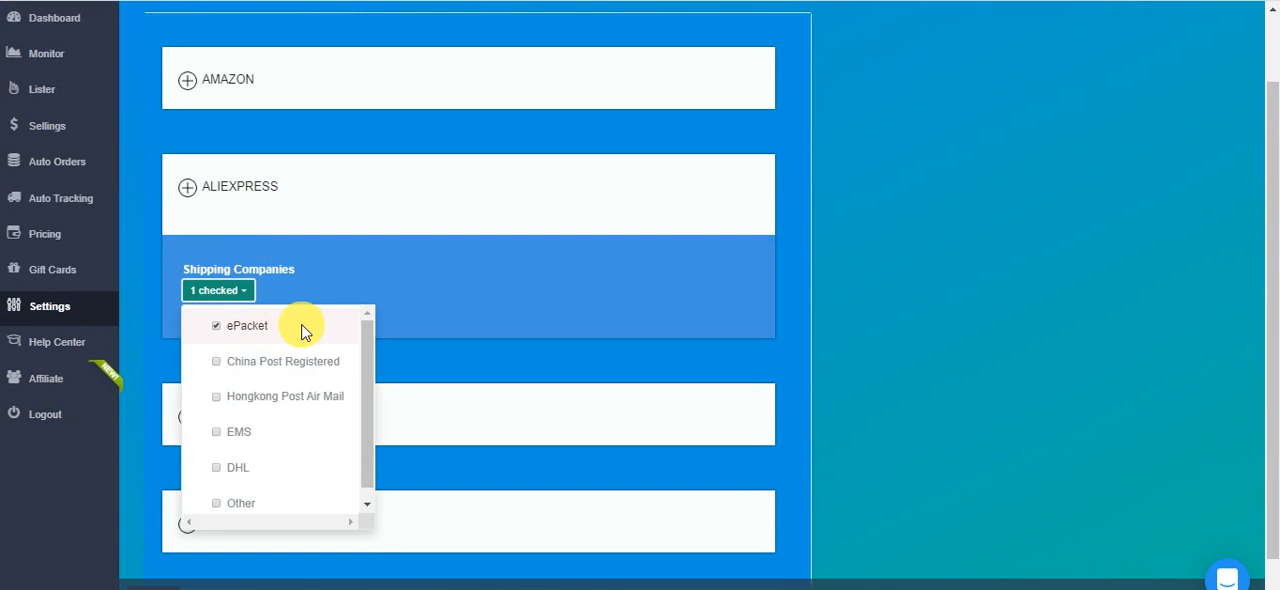 Dashboard
Monitor
Lister
Sellings
Auto Orders
Auto Tracking
Pricing
Gift Cards
Settings
Help Center
Affiliate
NEW!
Logout
AMAZON
ALIEXPRESS
Shipping Companies
1 checked
ePacket
China Post Registered
Hongkong Post Air Mail
EMS
DHL
Other